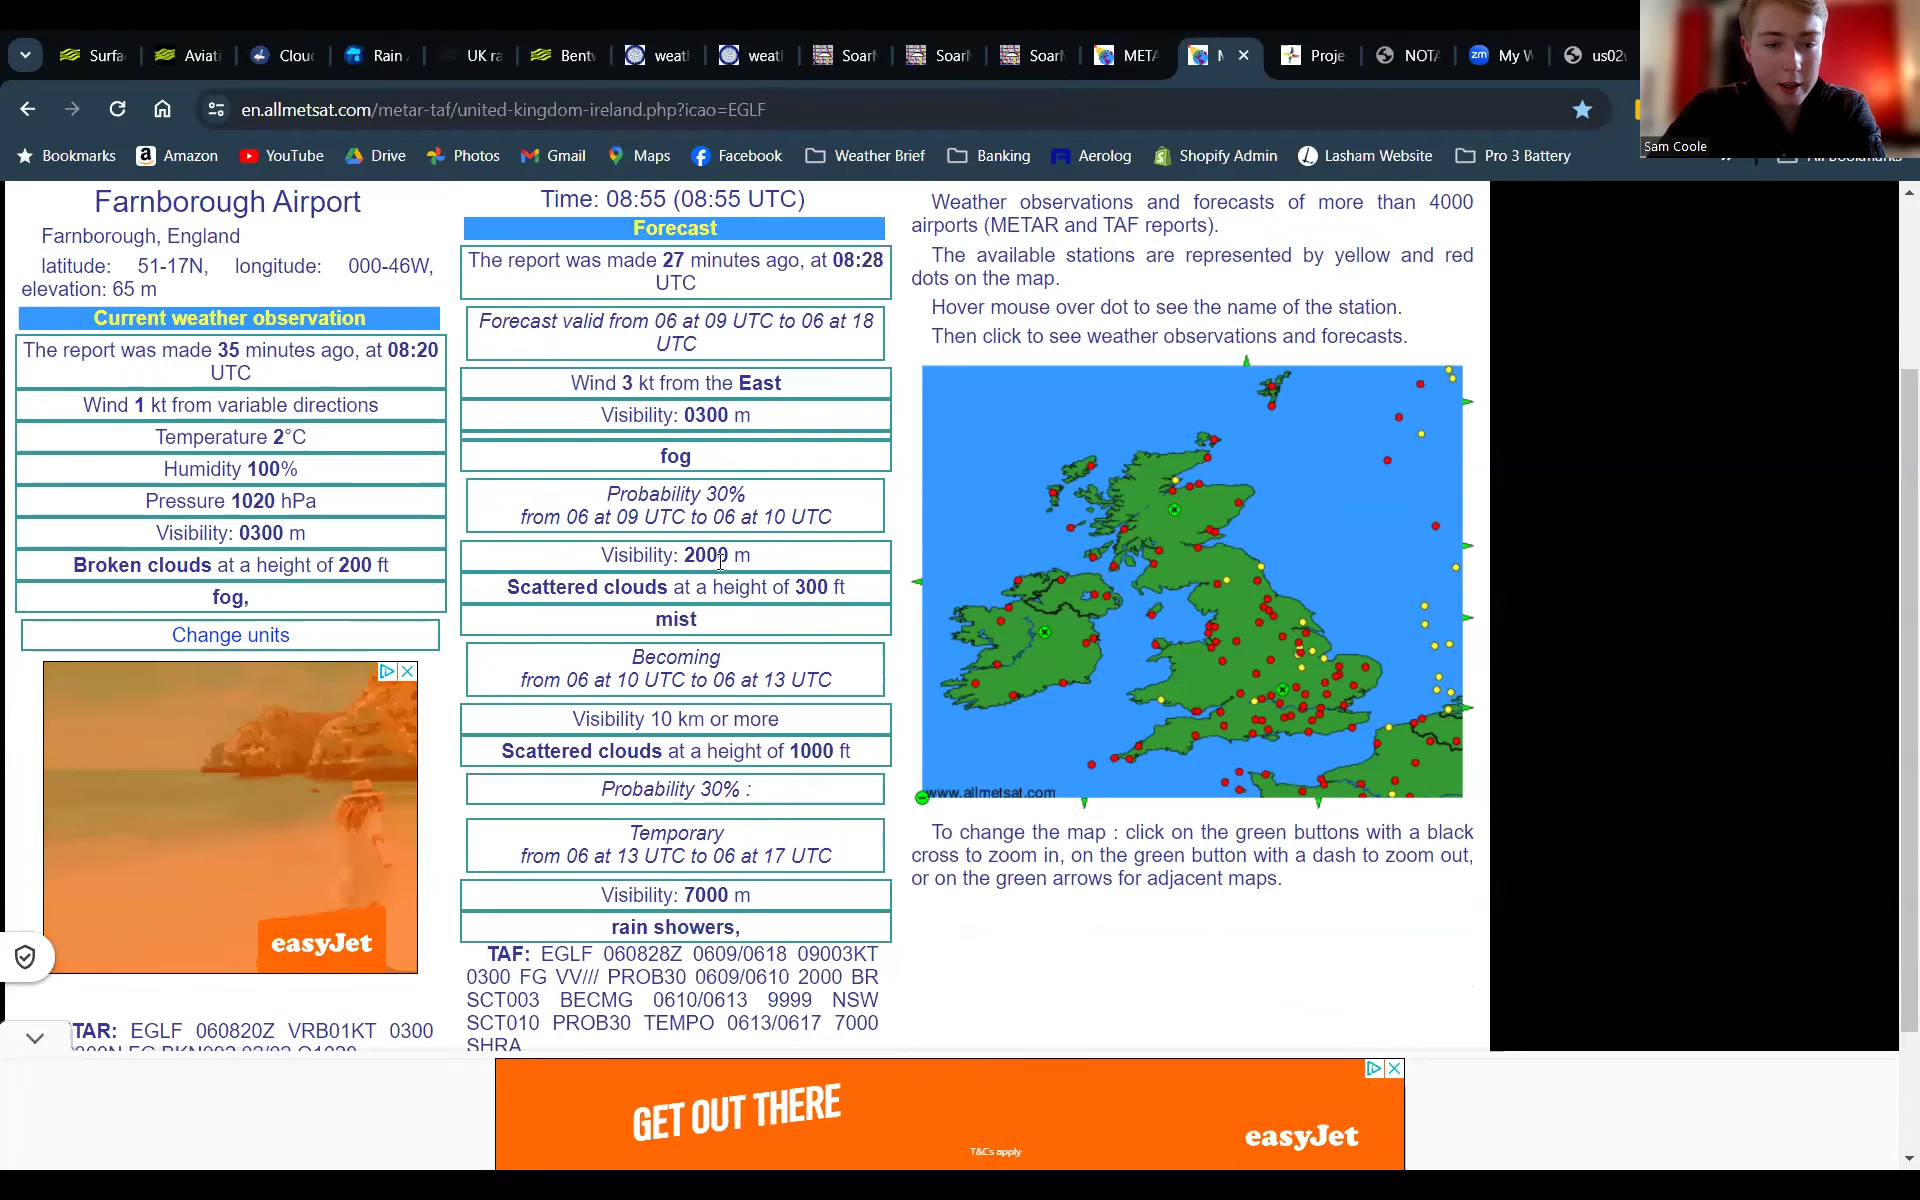 Surfa
Aviati
Clou
Rain
UK ra
Bent
weat
weat
Soar
Soar
Soar
META
Proje
NOT
My
us02
en.allmetsat.com/metar-taf/united-kingdom-ireland.php?icao=EGLF
Bookmarks
Amazon
YouTube
Drive
Photos
Gmail
Maps
Facebook
Weather Brief
Banking
Aerolog
Shopify Admin
Lasham Website
Pro 3 Battery
Sam Coole
Farnborough Airport
Farnborough, England
latitude: 51-17N, longitude: 000-46W,
elevation: 65 m
Current weather observation
The report was made 35 minutes ago, at 08:20
UTC
Wind 1 kt from variable directions
Temperature 2°C
Humidity 100%
Pressure 1020 hPa
Visibility: 0300 m
Broken clouds at a height of 200 ft
fog,
Change units
easyJet
TAR: EGLF 060820Z VRB01KT 0300
Time: 08:55 (08:55 UTC)
Forecast
The report was made 27 minutes ago, at 08:28
UTC
Forecast valid from 06 at 09 UTC to 06 at 18
UTC
Wind 3 kt from the East
Visibility: 0300 m
fog
Probability 30%
from 06 at 09 UTC to 06 at 10 UTC
Visibility: 2000 m
Scattered clouds at a height of 300 ft
mist
Becoming
from 06 at 10 UTC to 06 at 13 UTC
Visibility 10 km or more
Scattered clouds at a height of 1000 ft
Probability 30% :
Temporary
from 06 at 13 UTC to 06 at 17 UTC
Visibility: 7000 m
rain showers,
TAF: EGLF 060828Z 0609/0618 09003KT
0300 FG VV/// PROB30 0609/0610 2000 BR
SCT003 BECMG 0610/0613 9999 NSW
SCT010 PROB30 TEMPO 0613/0617 7000
SHRA
Weather observations and forecasts of more than 4000
airports (METAR and TAF reports).
The available stations are represented by yellow and red
dots on the map.
Hover mouse over dot to see the name of the station.
Then click to see weather observations and forecasts.
www.allmetsat.com
To change the map : click on the green buttons with a black
cross to zoom in, on the green button with a dash to zoom out,
or on the green arrows for adjacent maps.
GET OUT THERE
T&Cs apply
easyJet